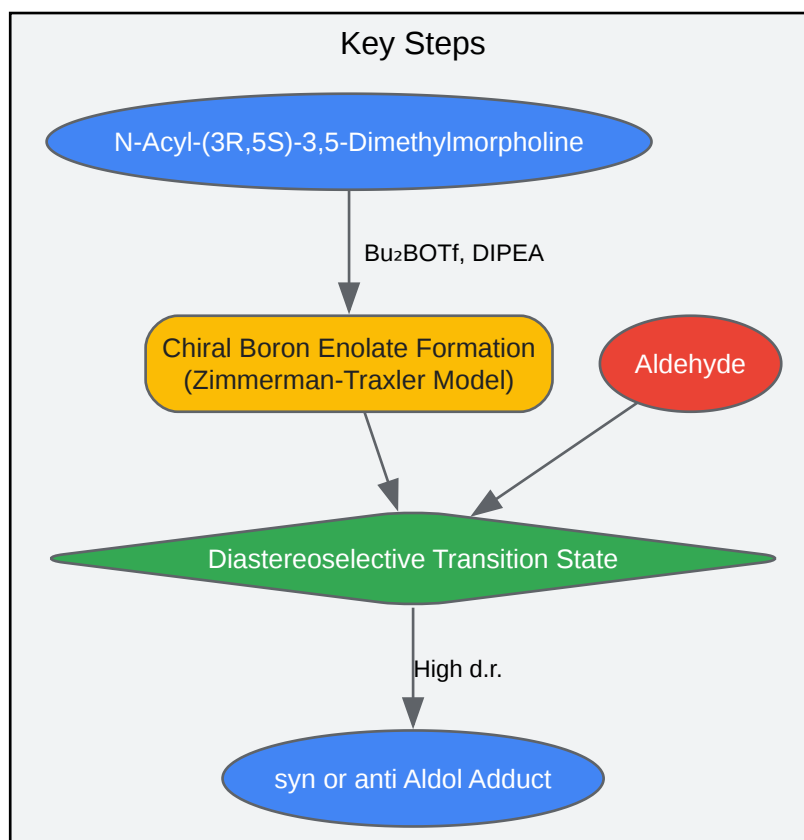 Key Steps
N-Acyl-(3R,5S)-3,5-Dimethylmorpholine
Bu₂BOTf, DIPEA
Chiral Boron Enolate Formation
(Zimmerman-Traxler Model)
Aldehyde
Diastereoselective Transition State
High d.r.
syn or anti Aldol Adduct